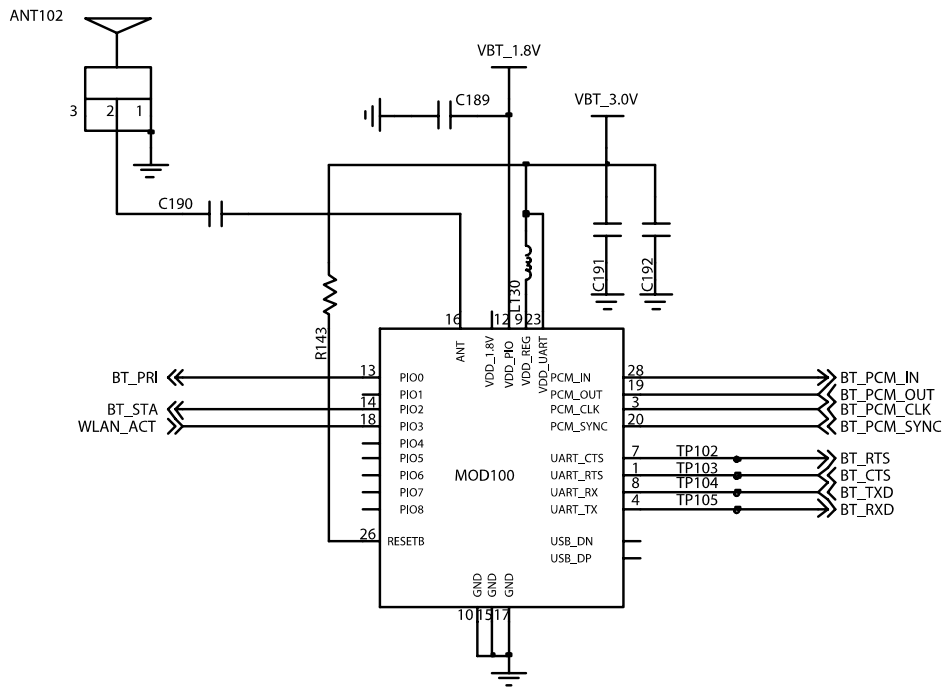 ANT102
VBT_1.8V
C189
VBT_3.0V
3 2 1
C190
C191
C192
L130
R143
16 12 9 23
ANT
VDD_1.8V
VDD_PIO
VDD_REG
VDD_UART
BT_PRI 13 PIO0 PCM_IN 28 BT_PCM_IN
PIO1 PCM_OUT 19 BT_PCM_OUT
BT_STA 14 PIO2 PCM_CLK 3 BT_PCM_CLK
WLAN_ACT 18 PIO3 PCM_SYNC 20 BT_PCM_SYNC
PIO4
PIO5 UART_CTS 7 TP102 BT_RTS
PIO6 MOD100 UART_RTS 1 TP103 BT_CTS
PIO7 UART_RX 8 TP104 BT_TXD
PIO8 UART_TX 4 TP105 BT_RXD
26 RESETB USB_DN
USB_DP
GND GND GND
10 15 17